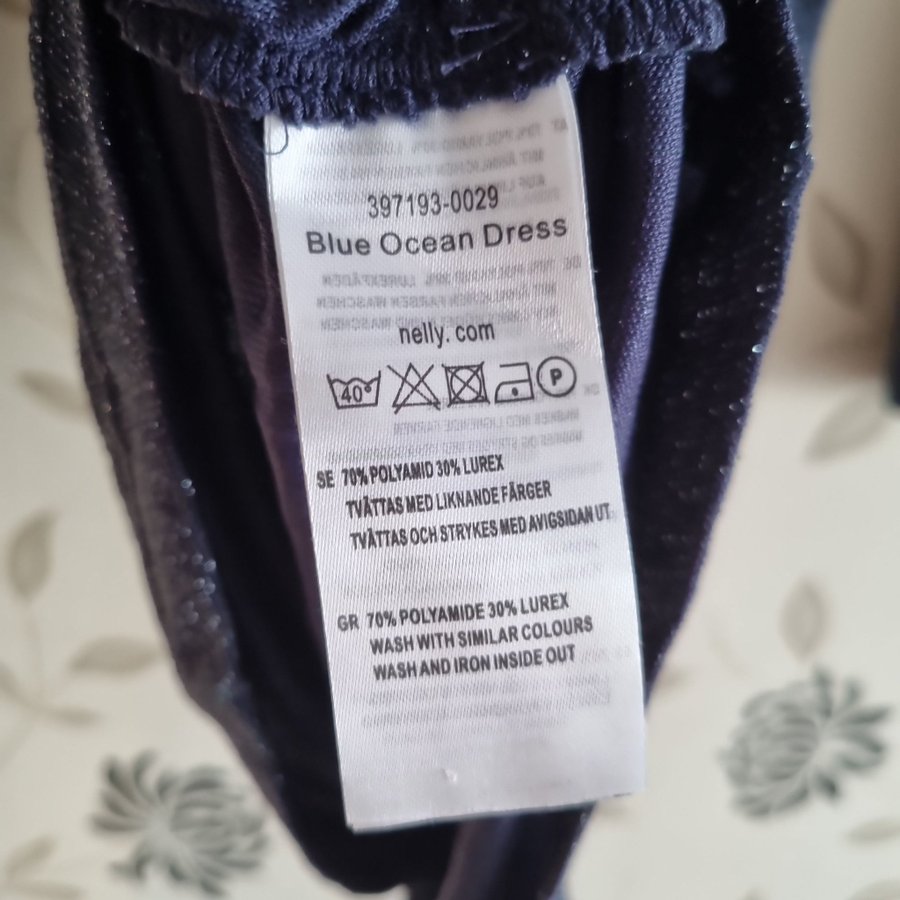 397193-0029
Blue Ocean Dress
nelly. com
40°
P
SE 70% POLYAMID 30% LUREX
TVÄTTAS MED LIKNANDE FÄRGER
TVÄTTAS OCH STRYKES MED AVIGSIDAN UT
GR 70% POLYAMIDE 30% LUREX
WASH WITH SIMILAR COLOURS
WASH AND IRON INSIDE OUT